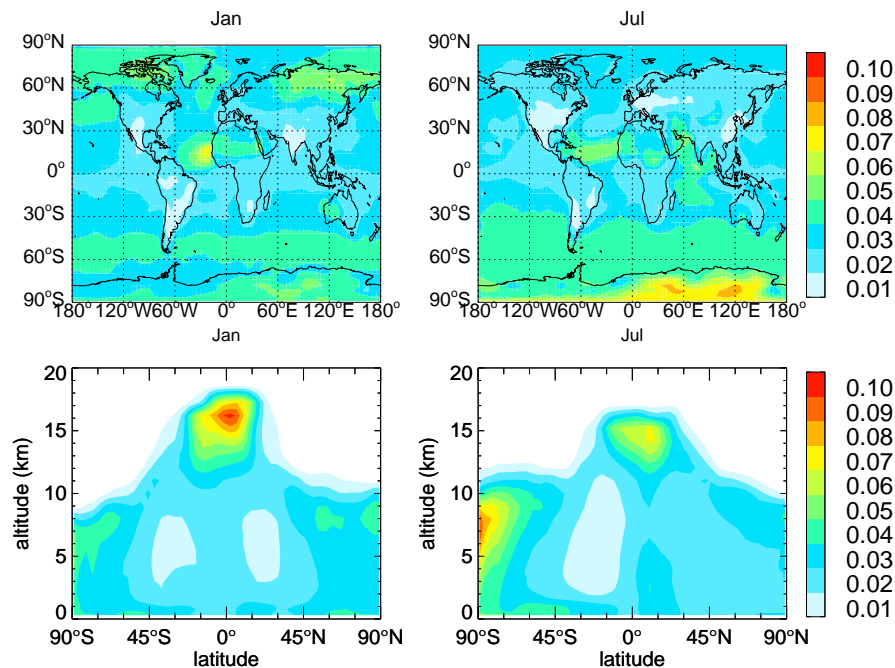 Jan
Jul
90°N
60°N
30°N
0°
30°S
60°S
90°S
180° 120°W 60°W 0° 60°E 120°E 180°
90°N
60°N
30°N
0°
30°S
60°S
90°S
180° 120°W 60°W 0° 60°E 120°E 180°
0.10
0.09
0.08
0.07
0.06
0.05
0.04
0.03
0.02
0.01
Jan
Jul
altitude (km)
20
15
10
5
0
90°S 45°S 0° 45°N 90°N
latitude
altitude (km)
20
15
10
5
0
90°S 45°S 0° 45°N 90°N
latitude
0.10
0.09
0.08
0.07
0.06
0.05
0.04
0.03
0.02
0.01